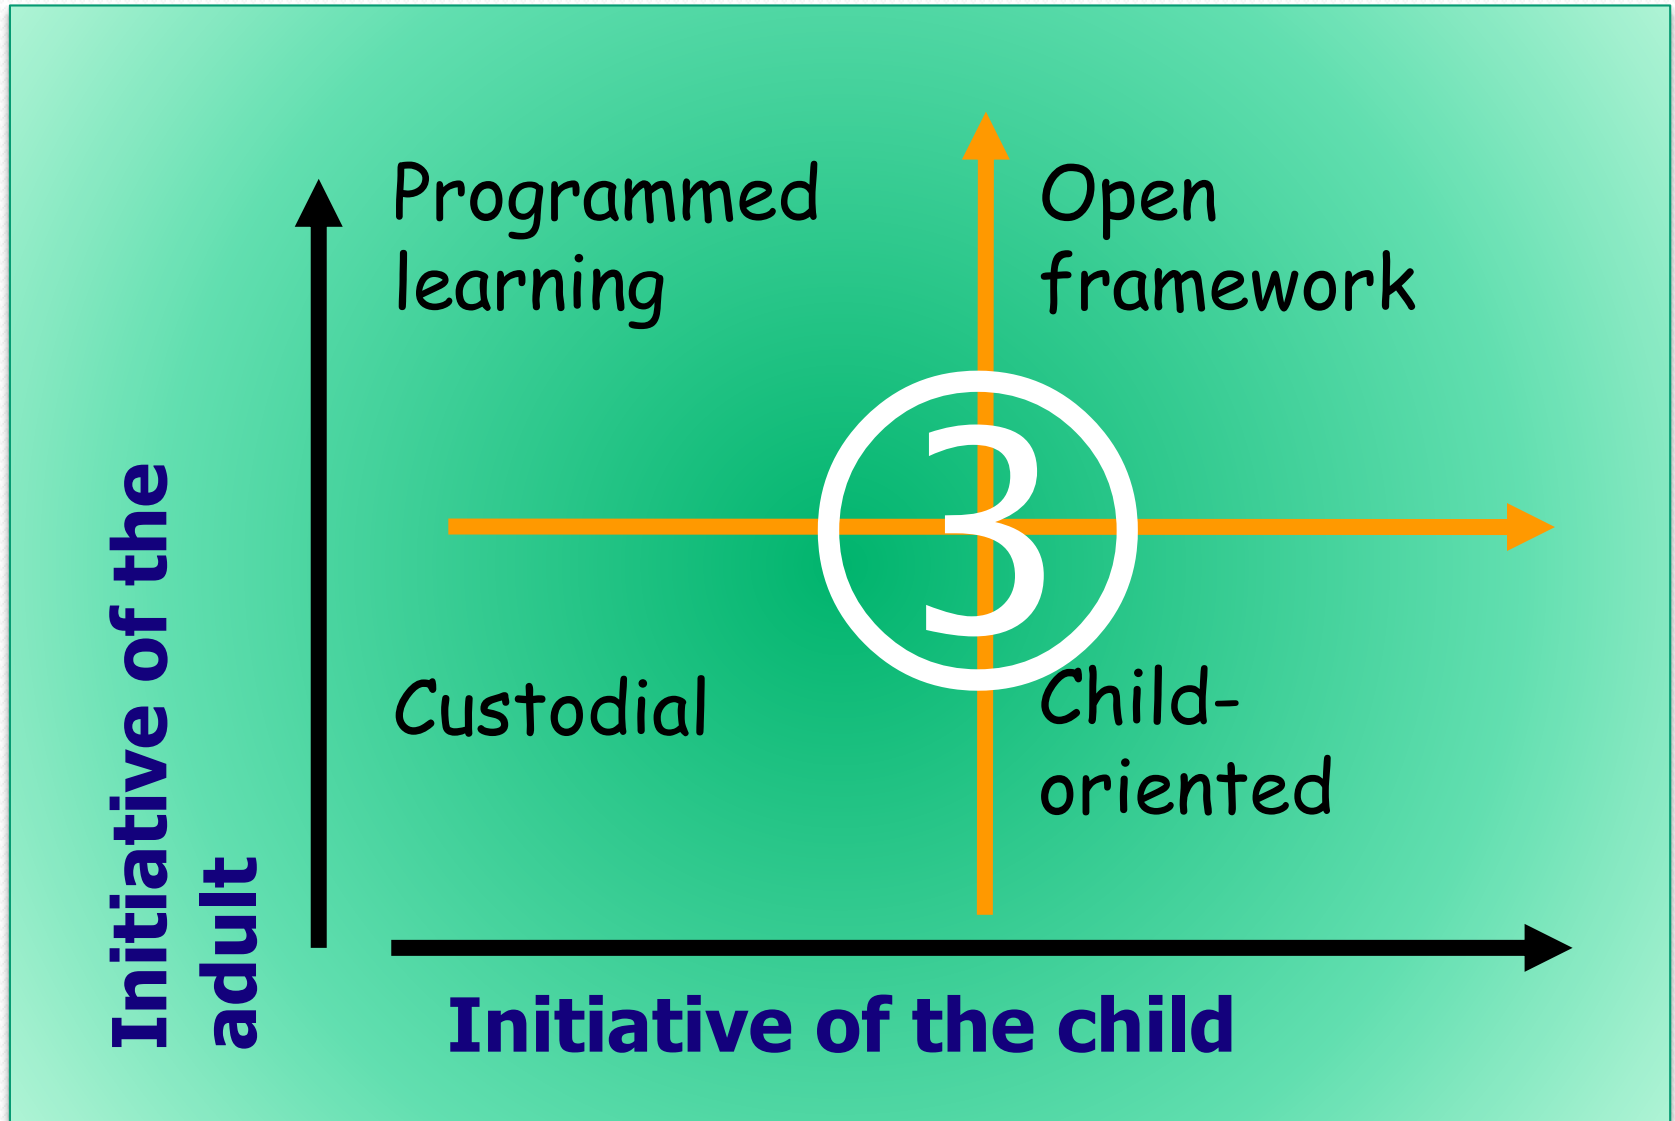 Programmed
learning
Open
framework
③
Custodial
Child-
oriented
Initiative of the
adult
Initiative of the child